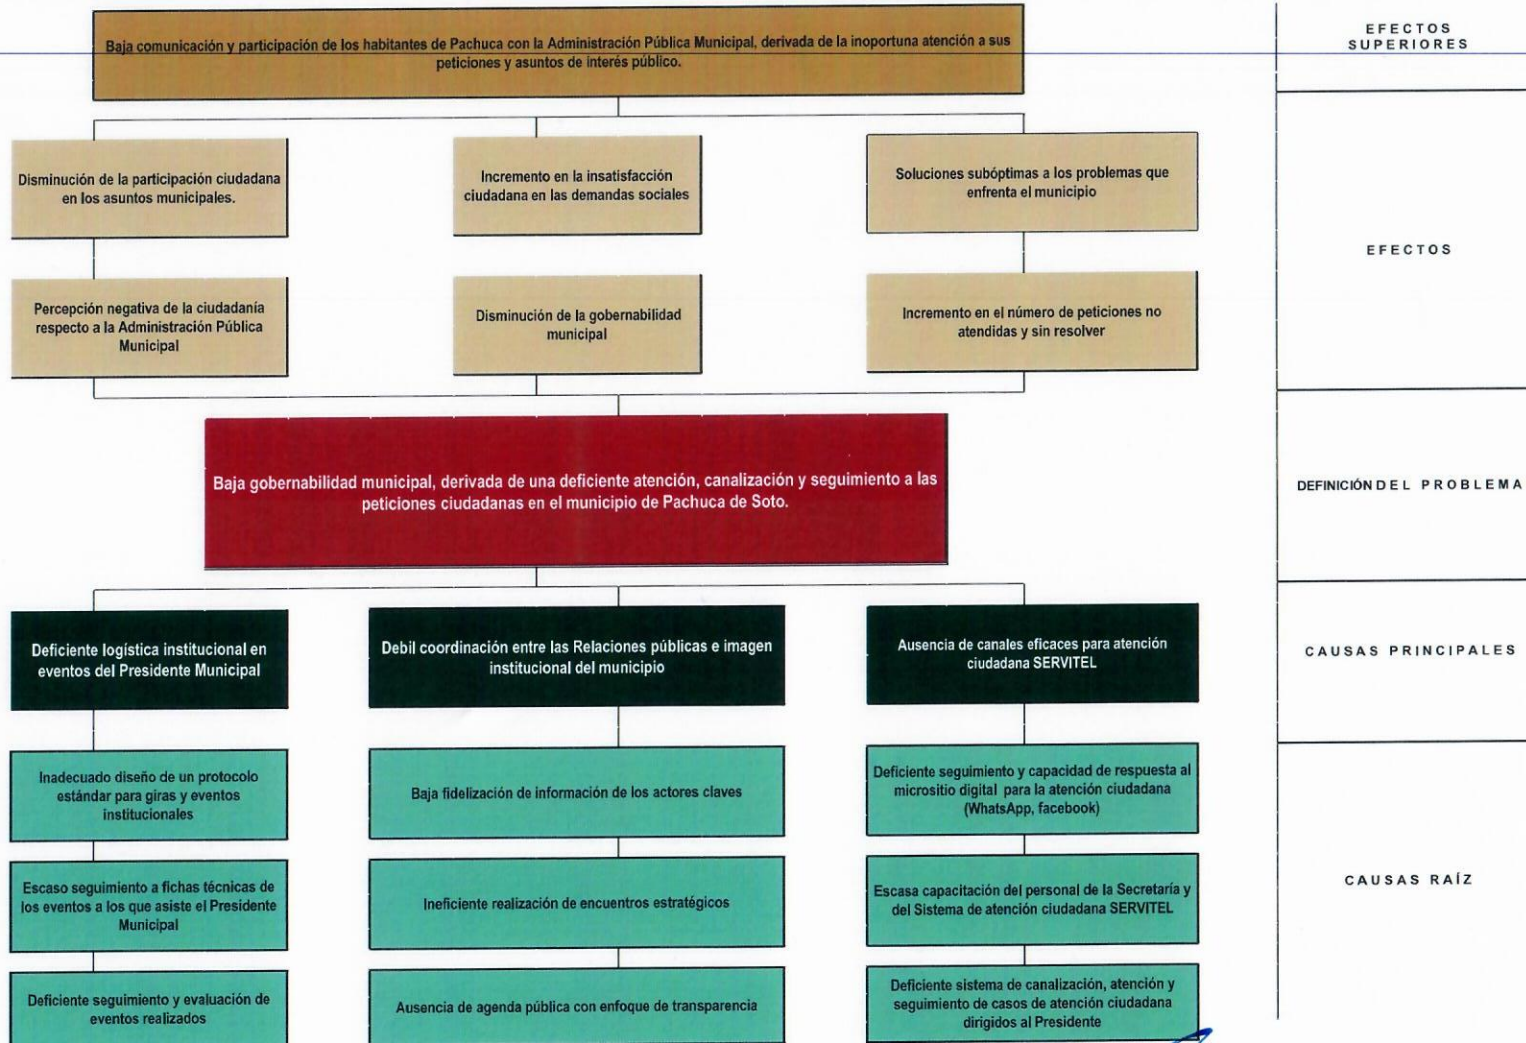 Baja comunicación y participación de los habitantes de Pachuca con la Administración Pública Municipal, derivada de la inoportuna atención a sus
peticiones y asuntos de interés público.
EFECTOS
SUPERIORES
Disminución de la participación ciudadana
en los asuntos municipales.
Incremento en la insatisfacción
ciudadana en las demandas sociales
Soluciones subóptimas a los problemas que
enfrenta el municipio
EFECTOS
Percepción negativa de la ciudadanía
respecto a la Administración Pública
Municipal
Disminución de la gobernabilidad
municipal
Incremento en el número de peticiones no
atendidas y sin resolver
Baja gobernabilidad municipal, derivada de una deficiente atención, canalización y seguimiento a las
peticiones ciudadanas en el municipio de Pachuca de Soto.
DEFINICIÓN DEL PROBLEMA
Deficiente logística institucional en
eventos del Presidente Municipal
Debil coordinación entre las Relaciones públicas e imagen
institucional del municipio
Ausencia de canales eficaces para atención
ciudadana SERVITEL
CAUSAS PRINCIPALES
Inadecuado diseño de un protocolo
estándar para giras y eventos
institucionales
Baja fidelización de información de los actores claves
Deficiente seguimiento y capacidad de respuesta al
micrositio digital para la atención ciudadana
(WhatsApp, facebook)
Escaso seguimiento a fichas técnicas de
los eventos a los que asiste el Presidente
Municipal
Ineficiente realización de encuentros estratégicos
Escasa capacitación del personal de la Secretaría y
del Sistema de atención ciudadana SERVITEL
CAUSAS RAÍZ
Deficiente seguimiento y evaluación de
eventos realizados
Ausencia de agenda pública con enfoque de transparencia
Deficiente sistema de canalización, atención y
seguimiento de casos de atención ciudadana
dirigidos al Presidente